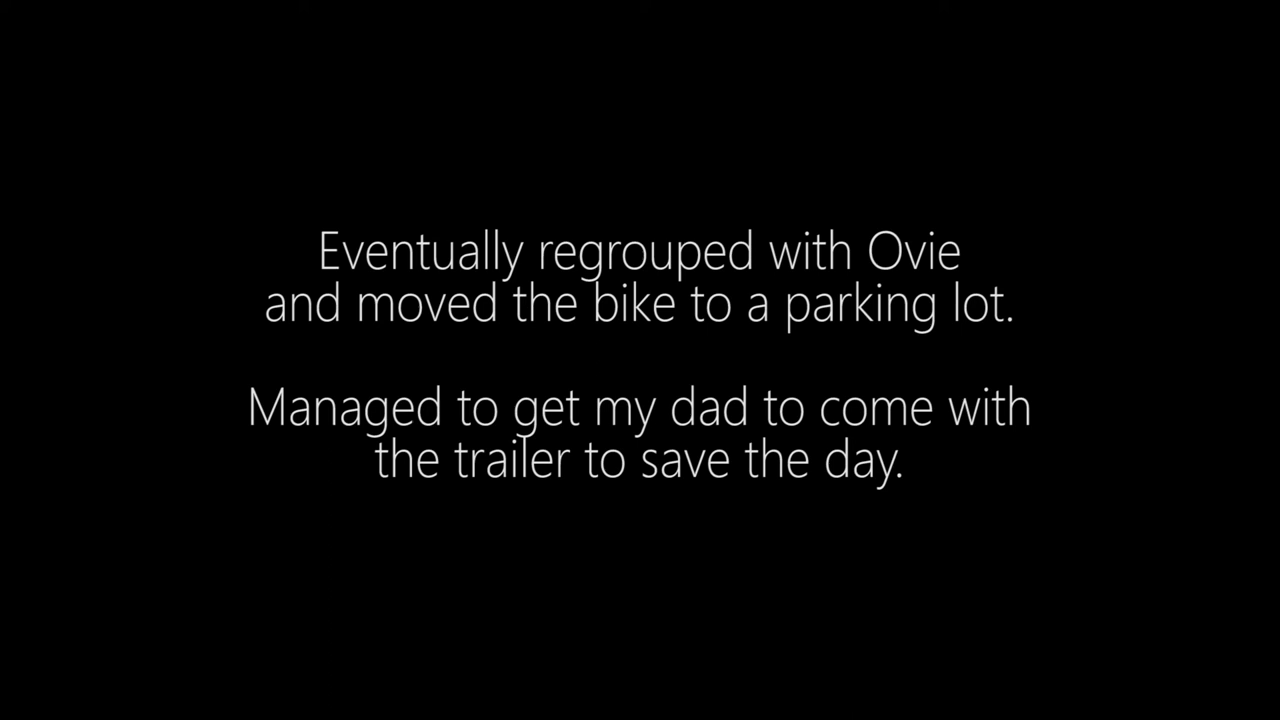 Eventually regrouped with Ovie
and moved the bike to a parking lot.
Managed to get my dad to come with
the trailer to save the day.